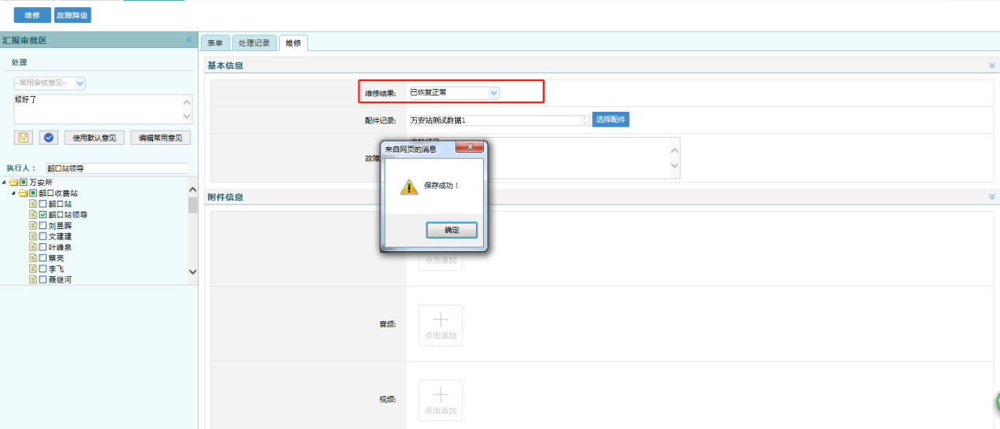 维修 故障降级
汇报审批区
处理
--常用审核意见--
修好了
使用默认意见 编辑常用意见
执行人： 韶口站领导
万安所
韶口收费站
韶口站
韶口站领导
刘昱晖
文建建
叶峰泉
蔡亮
李飞
聂继河
表单 处理记录 维修
基本信息
维修结果: 已恢复正常
配件记录: 万安站测试数据1 选择配件
故障
来自网页的消息
保存成功！
确定
附件信息
点击添加
音频:
点击添加
视频:
点击添加